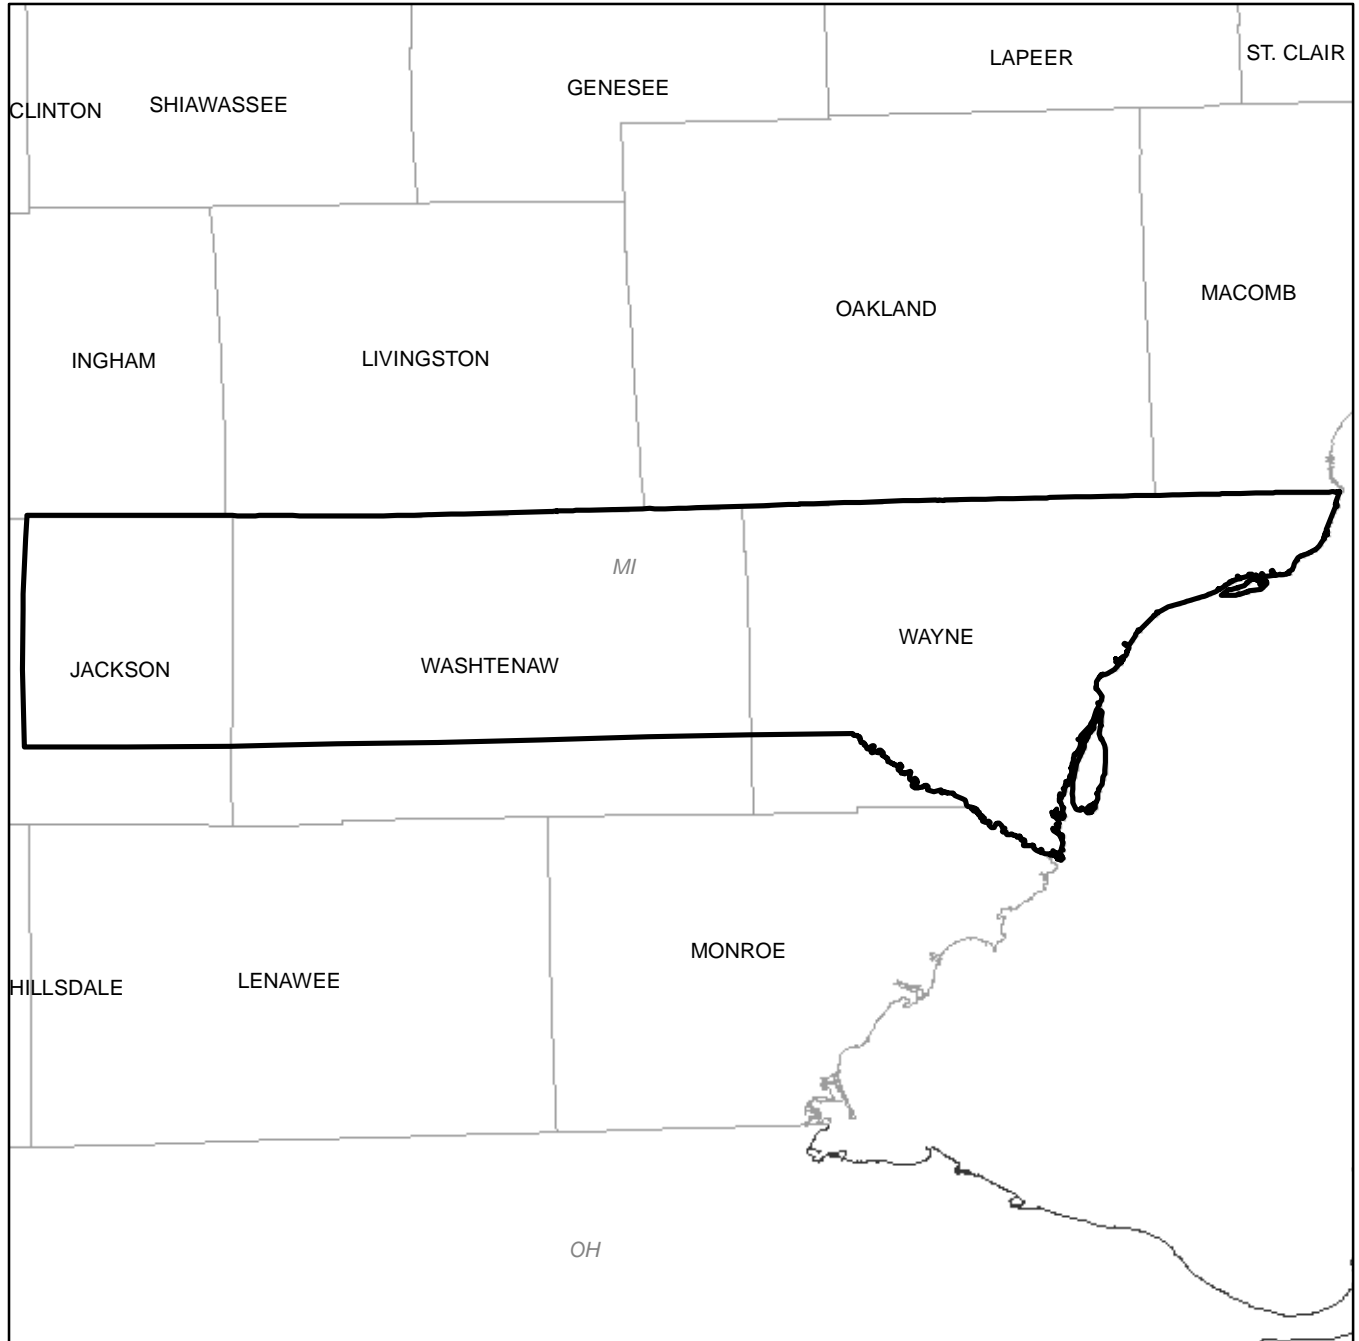 LAPEER
ST. CLAIR
GENESEE
CLINTON
SHIAWASSEE
MACOMB
OAKLAND
INGHAM
LIVINGSTON
MI
WAYNE
JACKSON
WASHTENAW
MONROE
HILLSDALE
LENAWEE
OH